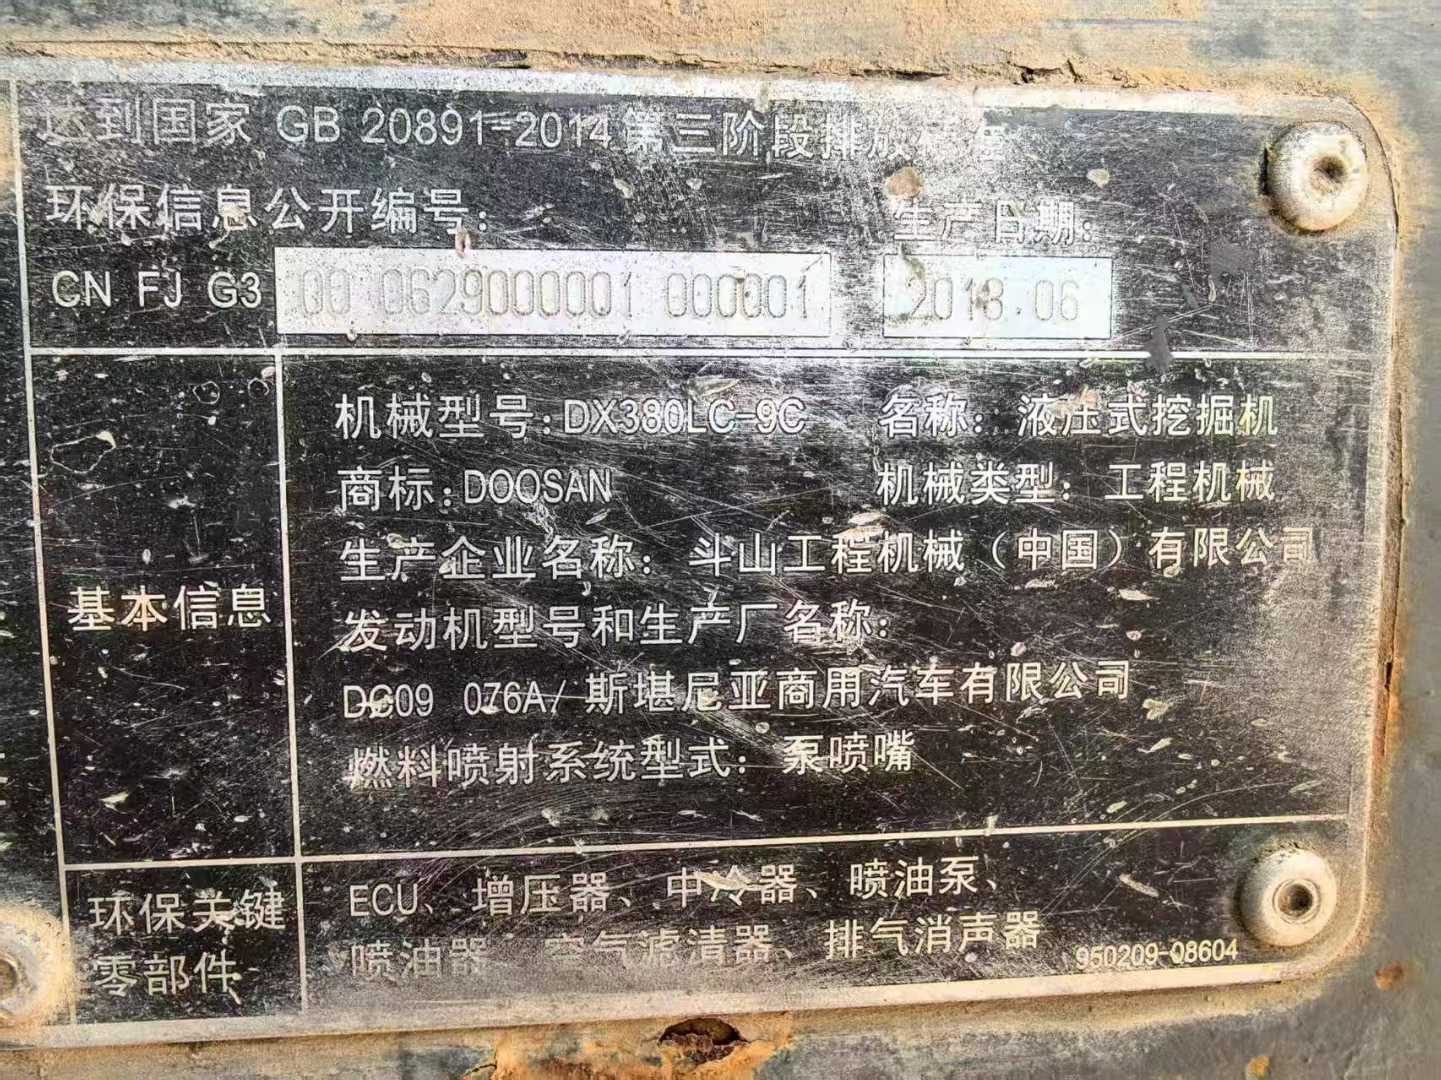 达到国家 GB 20891-2014 第三阶段排放
环保信息公开编号:
生产日期:
CN FJ G3 00 0629000001 000001
2018.06
基本信息
机械型号:DX380LC-9C 名称: 液压式挖掘机
商标:DOOSAN 机械类型: 工程机械
生产企业名称: 斗山工程机械(中国)有限公司
发动机型号和生产厂名称:
DC09 076A/斯堪尼亚商用汽车有限公司
燃料喷射系统型式: 泵喷嘴
环保关键
零部件
ECU、增压器、中冷器、喷油泵、
喷油器 空气滤清器、排气消声器
950209-08604